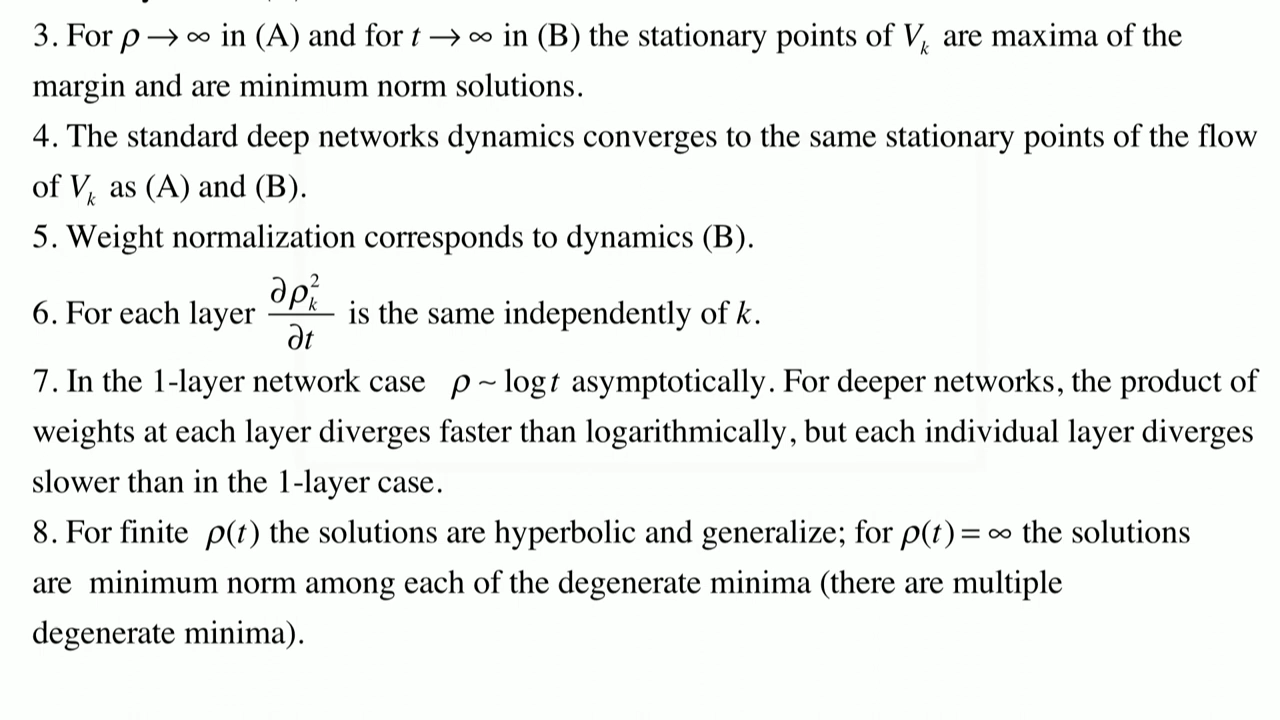 3. For ρ → ∞ in (A) and for t → ∞ in (B) the stationary points of V_k are maxima of the
margin and are minimum norm solutions.
4. The standard deep networks dynamics converges to the same stationary points of the flow
of V_k as (A) and (B).
5. Weight normalization corresponds to dynamics (B).
6. For each layer ∂ρ_k^2/∂t is the same independently of k.
7. In the 1-layer network case ρ ~ log t asymptotically. For deeper networks, the product of
weights at each layer diverges faster than logarithmically, but each individual layer diverges
slower than in the 1-layer case.
8. For finite ρ(t) the solutions are hyperbolic and generalize; for ρ(t) = ∞ the solutions
are minimum norm among each of the degenerate minima (there are multiple
degenerate minima).